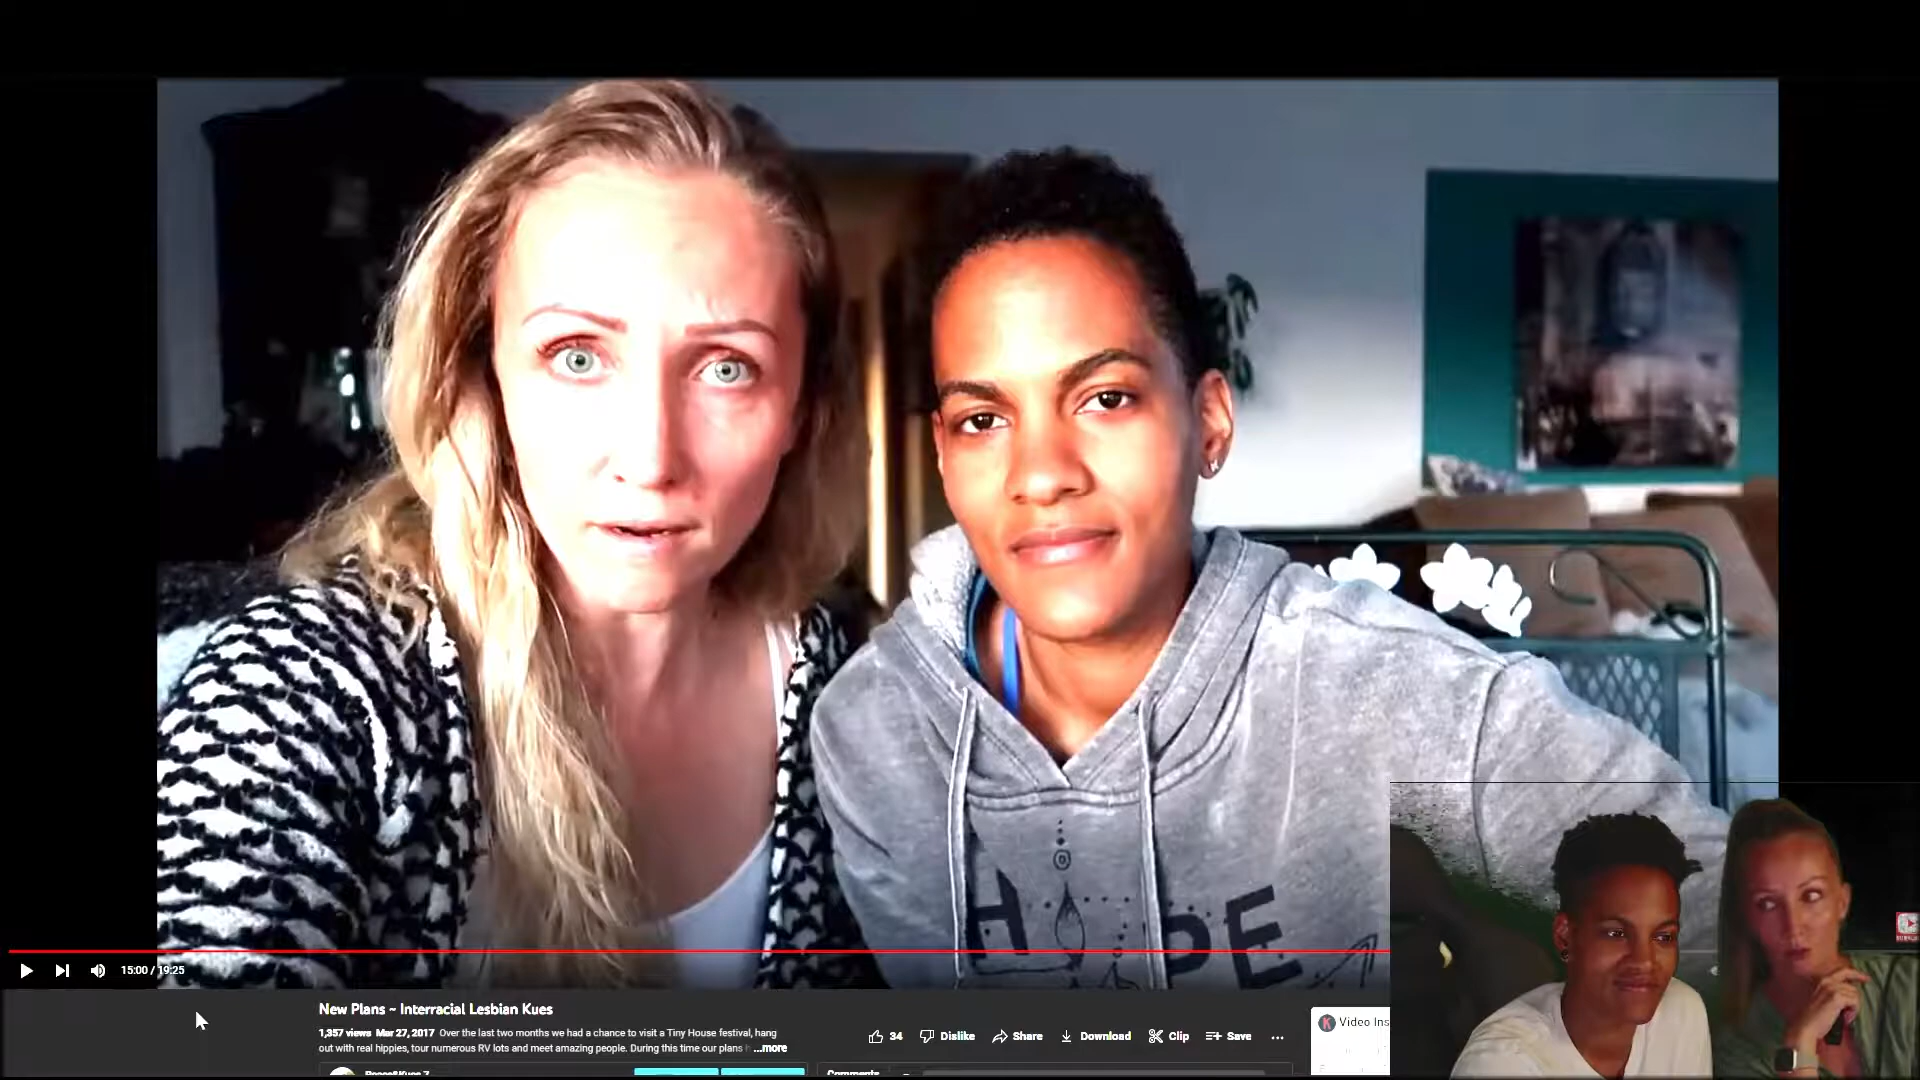 HOPE
15:00 / 19:25
New Plans ~ Interracial Lesbian Kues
1,357 views Mar 27, 2017 Over the last two months we had a chance to visit a Tiny House festival, hang
out with real hippies, tour numerous RV lots and meet amazing people. During this time our plans
...more
34 Dislike Share Download Clip Save
Video Ins
Comments